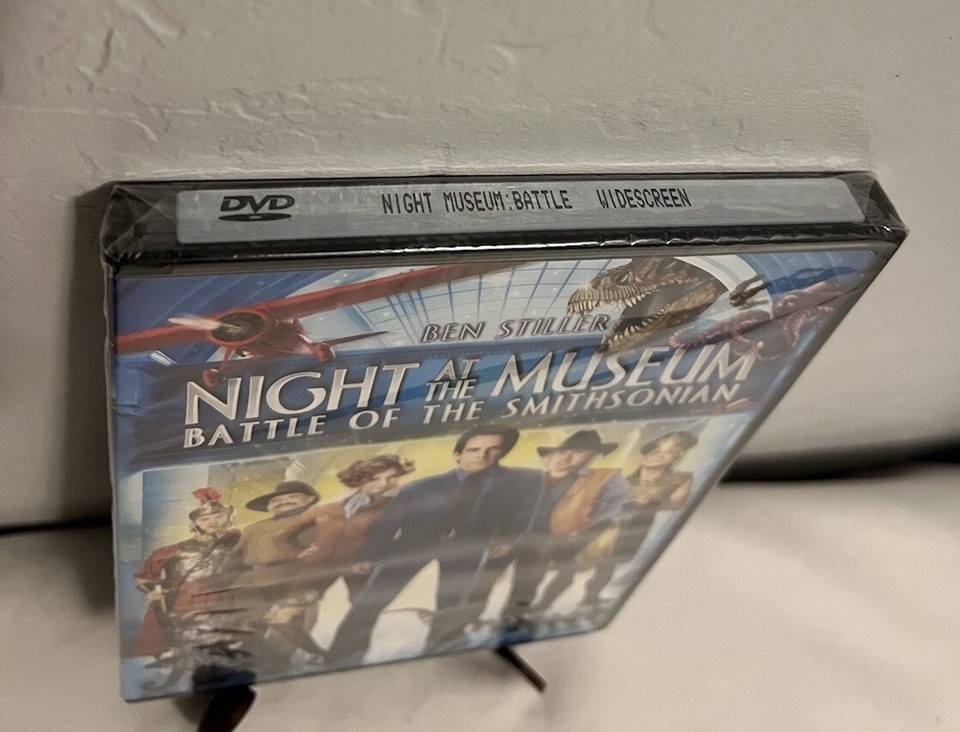 DVD NIGHT MUSEUM:BATTLE WIDESCREEN
BEN STILLER
NIGHT AT THE MUSEUM
BATTLE OF THE SMITHSONIAN